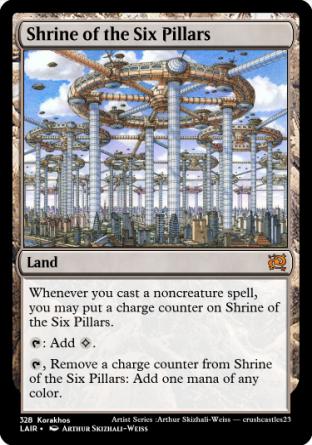 Shrine of the Six Pillars
Land
Whenever you cast a noncreature spell,
you may put a charge counter on Shrine
of the Six Pillars.
: Add .
, Remove a charge counter from Shrine
of the Six Pillars: Add one mana of any
color.
328 Korakhos
Artist Series :Arthur Skizhali-Weiss — crushcastles23
LAIR • ARTHUR SKIZHALI-WEISS